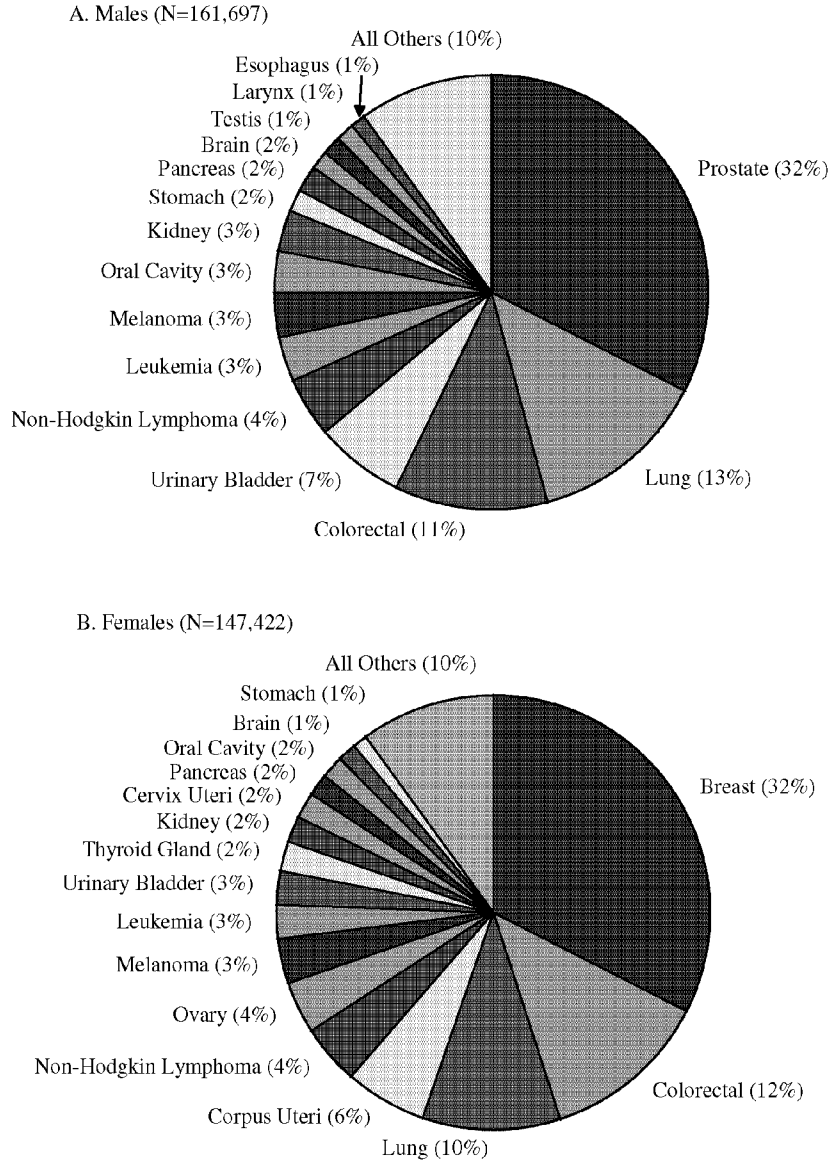 A. Males (N=161,697)
All Others (10%)
Esophagus (1%)
Larynx (1%)
Testis (1%)
Brain (2%)
Pancreas (2%)
Stomach (2%)
Kidney (3%)
Oral Cavity (3%)
Melanoma (3%)
Leukemia (3%)
Non-Hodgkin Lymphoma (4%)
Urinary Bladder (7%)
Colorectal (11%)
Lung (13%)
Prostate (32%)
B. Females (N=147,422)
All Others (10%)
Stomach (1%)
Brain (1%)
Oral Cavity (2%)
Pancreas (2%)
Cervix Uteri (2%)
Kidney (2%)
Thyroid Gland (2%)
Urinary Bladder (3%)
Leukemia (3%)
Melanoma (3%)
Ovary (4%)
Non-Hodgkin Lymphoma (4%)
Corpus Uteri (6%)
Lung (10%)
Colorectal (12%)
Breast (32%)